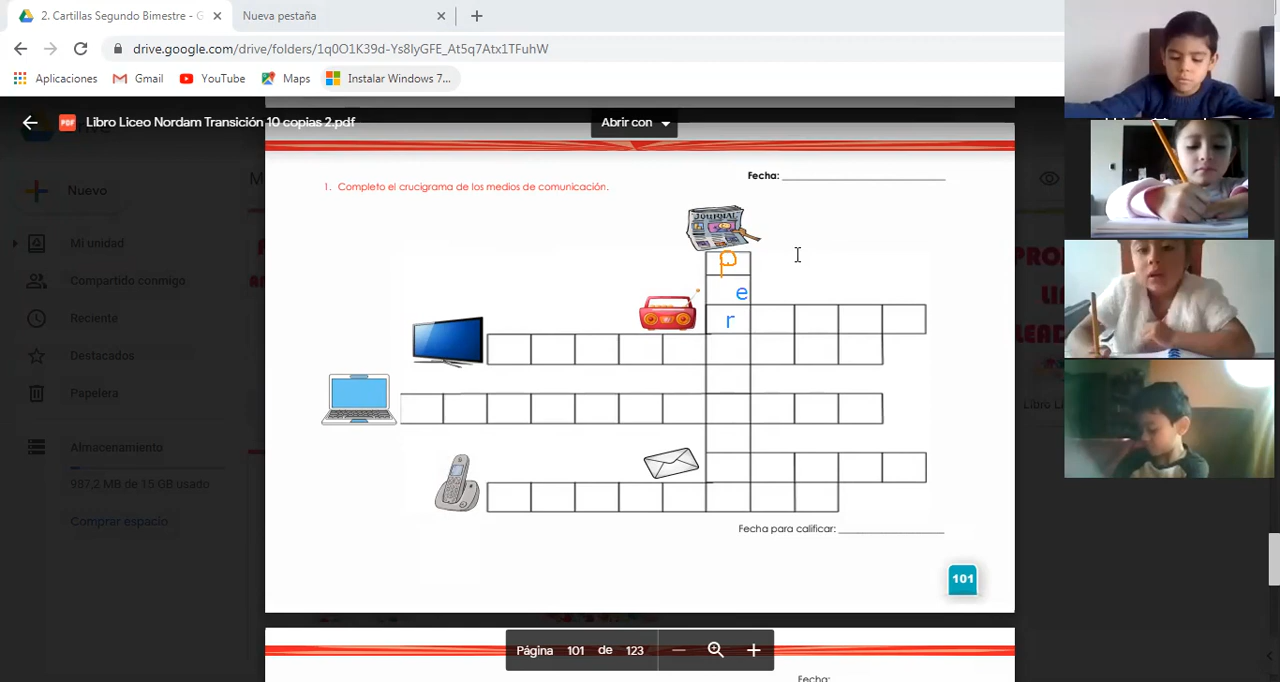 2. Cartillas Segundo Bimestre - G
Nueva pestaña
drive.google.com/drive/folders/1q0O1K39d-Ys8lyGFE_At5q7Atx1TFuhW
Aplicaciones
Gmail
YouTube
Maps
Instalar Windows 7...
PDF
Libro Liceo Nordam Transición 10 copias 2.pdf
Abrir con
Nuevo
Mi unidad
Compartido conmigo
Reciente
Destacados
Papelera
Almacenamiento
987,2 MB de 15 GB usado
Comprar espacio
Fecha:
1. Completo el crucigrama de los medios de comunicación.
JOURNAL
p
e
r
Fecha para calificar:
101
Página 101 de 123
Fecha: